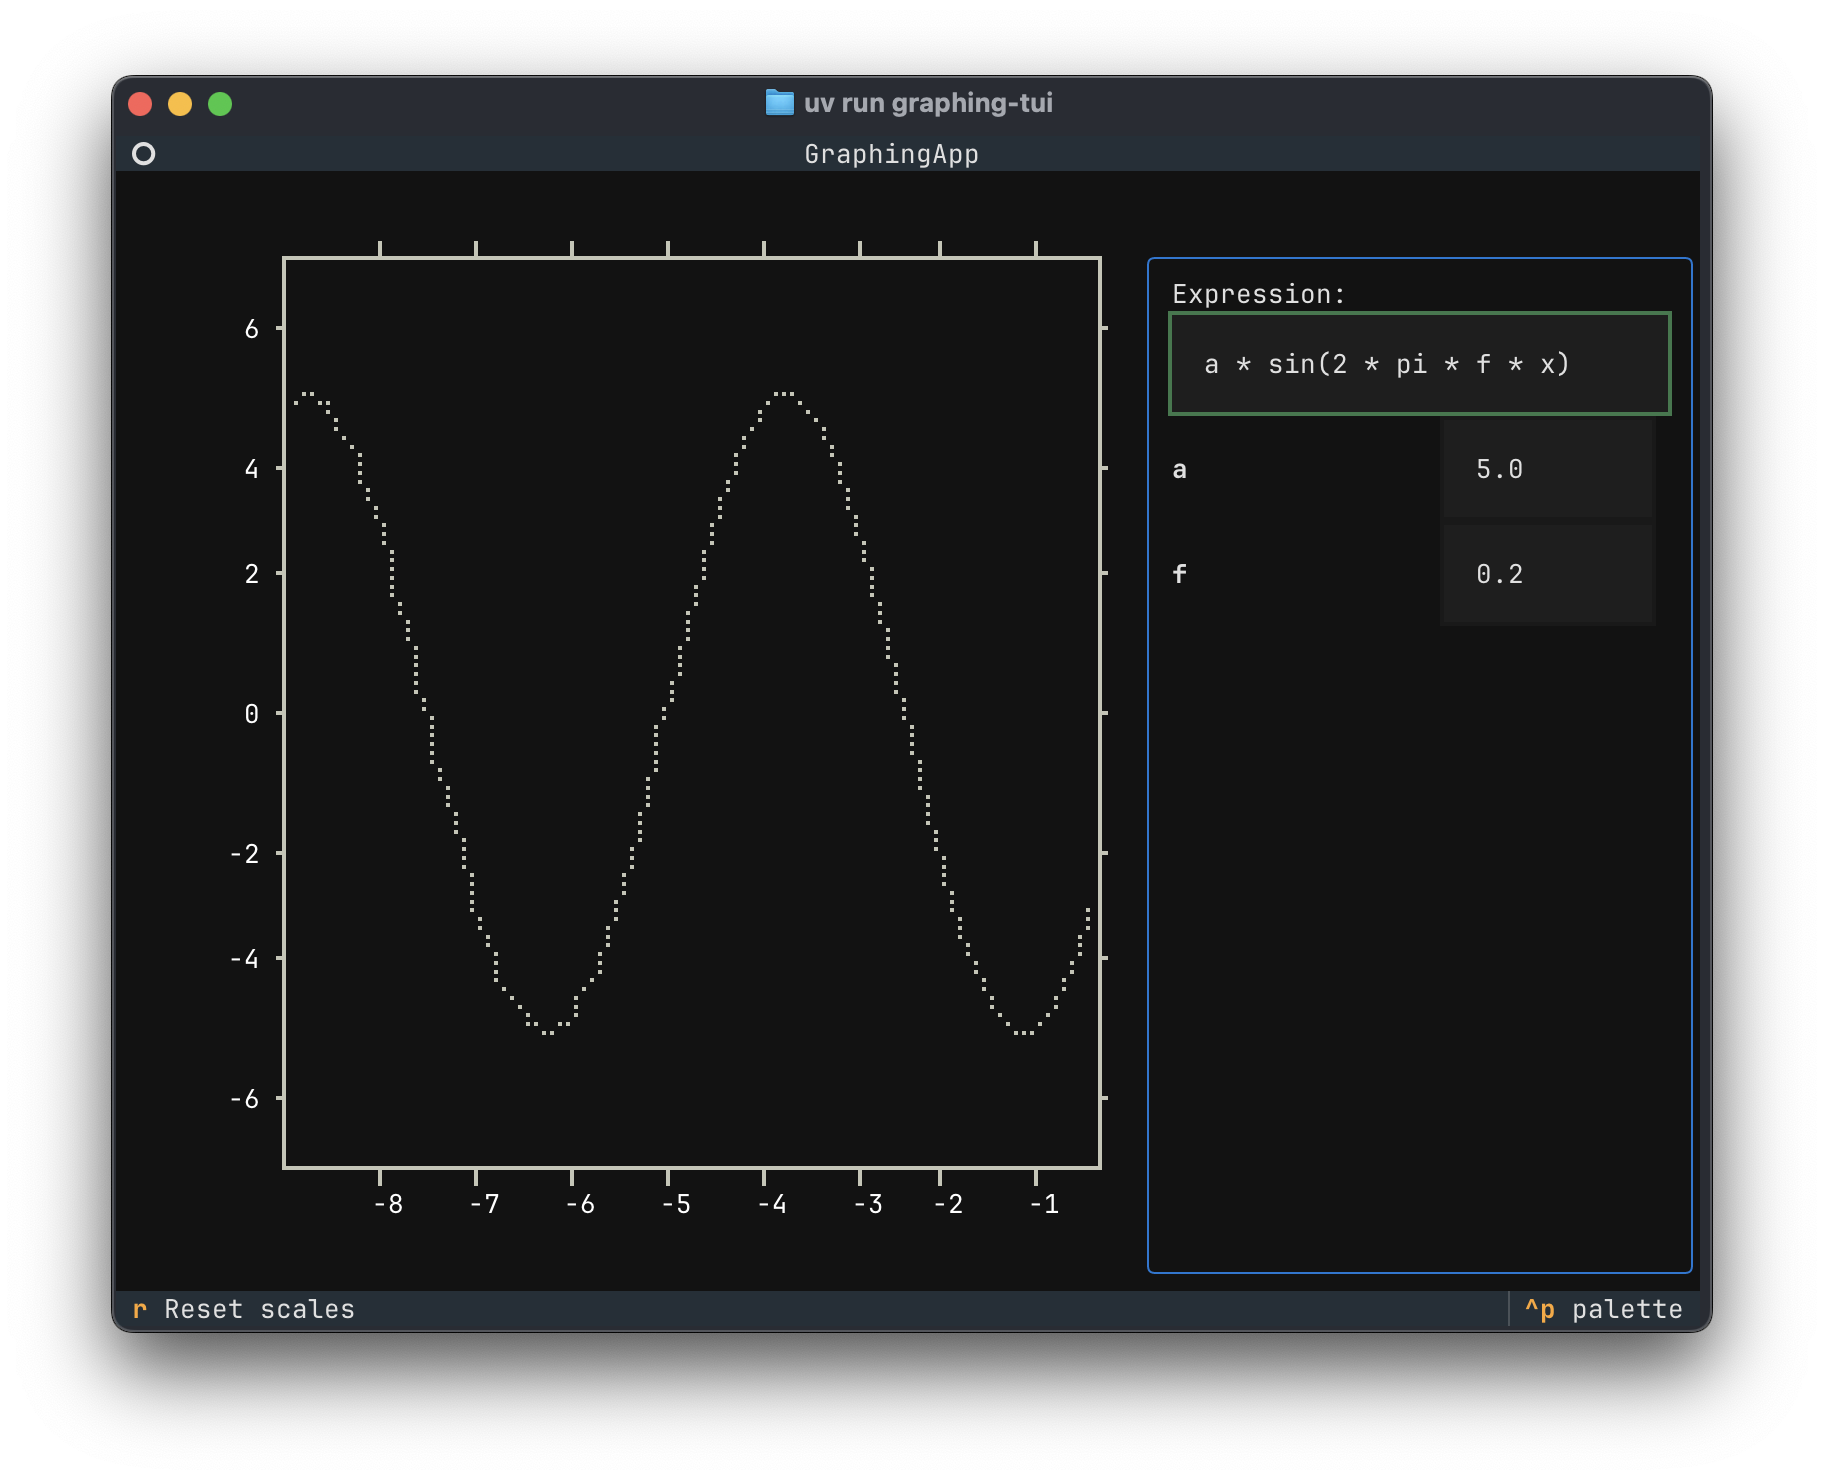 uv run graphing-tui
GraphingApp
6
4
2
0
-2
-4
-6
-8 -7 -6 -5 -4 -3 -2 -1
Expression:
a * sin(2 * pi * f * x)
a 5.0
f 0.2
r Reset scales
^p palette